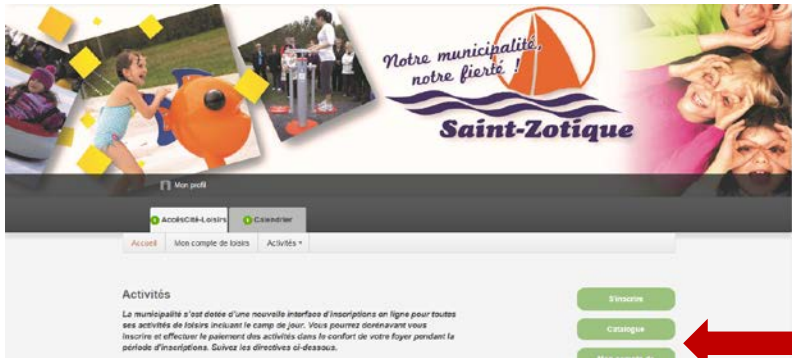 Notre municipalité,
notre fierté !
Saint-Zotique
Mon profil
AccèsCité-Loisirs
Calendrier
Accueil
Mon compte de loisirs
Activités
Activités
La municipalité s'est dotée d'une nouvelle interface d'inscriptions en ligne pour toutes
ses activités de loisirs incluant le camp de jour. Vous pourrez dorénavant vous
inscrire et effectuer le paiement des activités dans le confort de votre foyer pendant la
période d'inscriptions. Suivez les directives ci-dessous.
S'inscrire
Catalogue